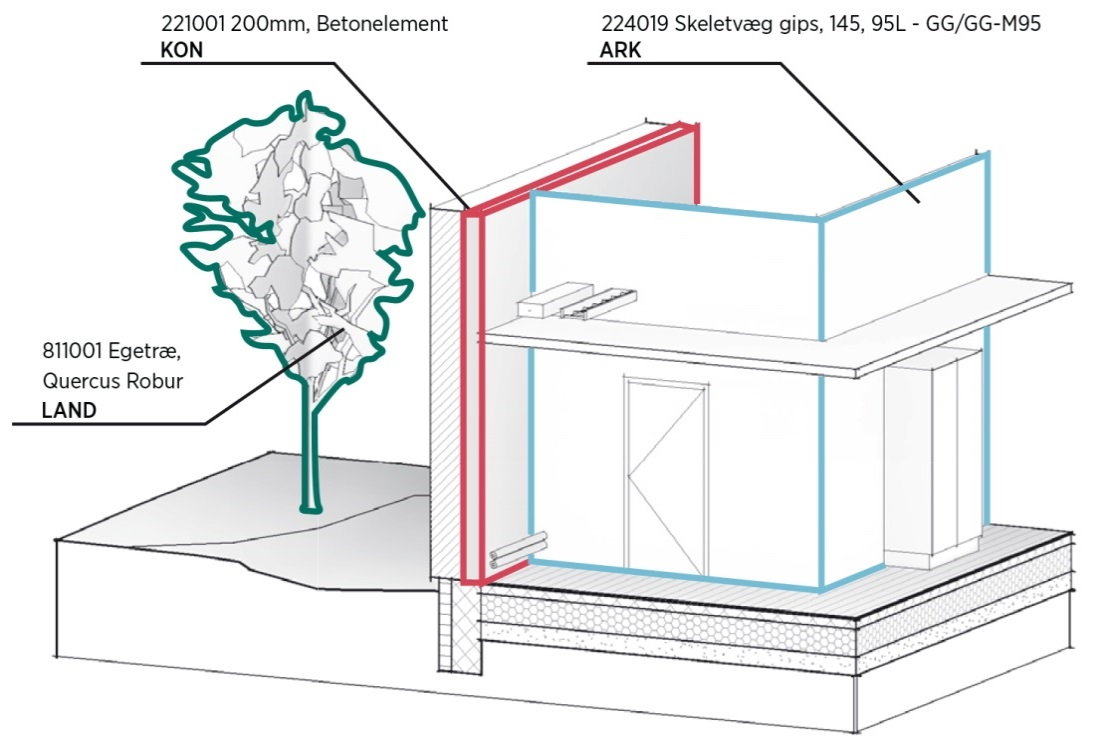 221001 200mm, Betonelement
KON
224019 Skeletvæg gips, 145, 95L - GG/GG-M95
ARK
811001 Egetræ,
Quercus Robur
LAND